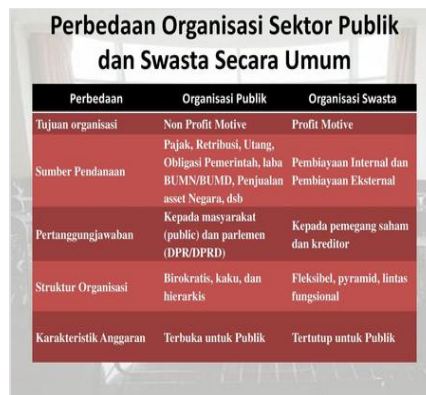 Perbedaan Organisasi Sektor Publik
dan Swasta Secara Umum
Perbedaan Organisasi Publik Organisasi Swasta
Tujuan organisasi Non Profit Motive Profit Motive
Sumber Pendanaan
Pajak, Retribusi, Utang,
Obligasi Pemerintah, laba
BUMN/BUMD, Penjualan
asset Negara, dsb
Pembiayaan Internal dan
Pembiayaan Eksternal
Pertanggungjawaban
Kepada masyarakat
(public) dan parlemen
(DPR/DPRD)
Kepada pemegang saham
dan kreditor
Struktur Organisasi
Birokratis, kaku, dan
hierarkis
Fleksibel, pyramid, lintas
fungsional
Karakteristik Anggaran Terbuka untuk Publik Tertutup untuk Publik